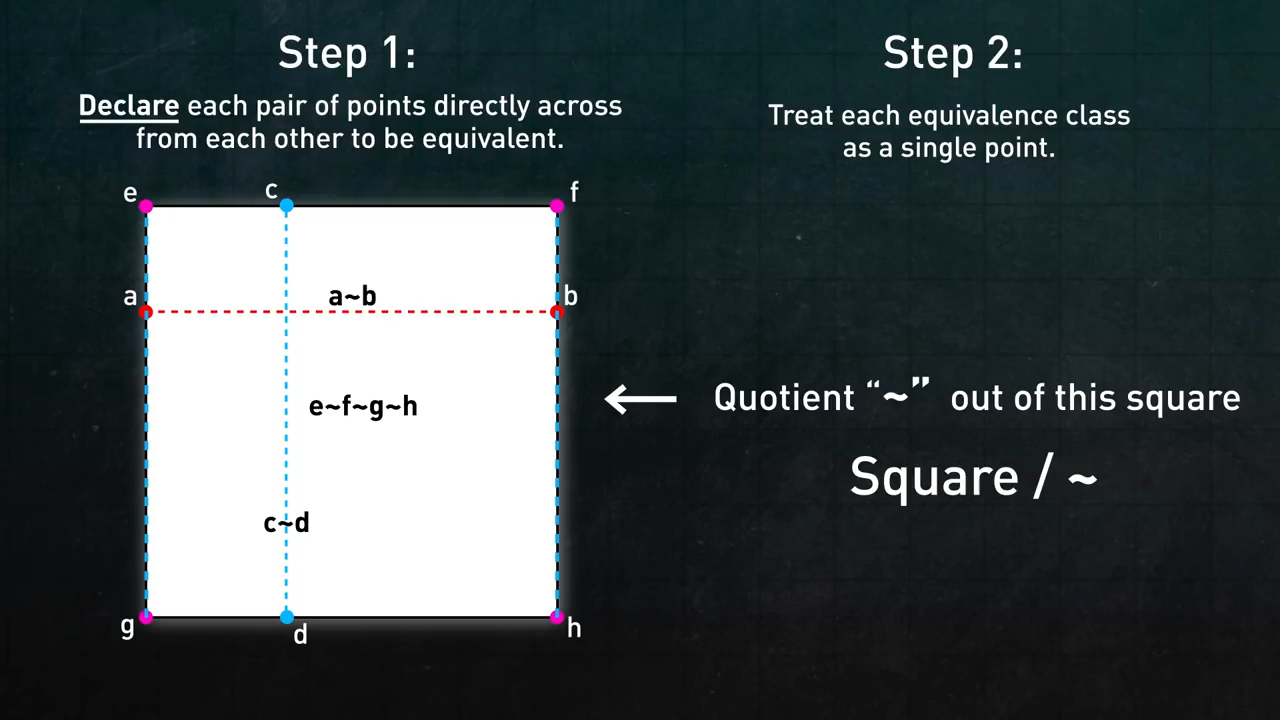 Step 1:
Declare each pair of points directly across
from each other to be equivalent.
e
c
f
a
a~b
b
e~f~g~h
c~d
g
d
h
Step 2:
Treat each equivalence class
as a single point.
Quotient “~” out of this square
Square / ~